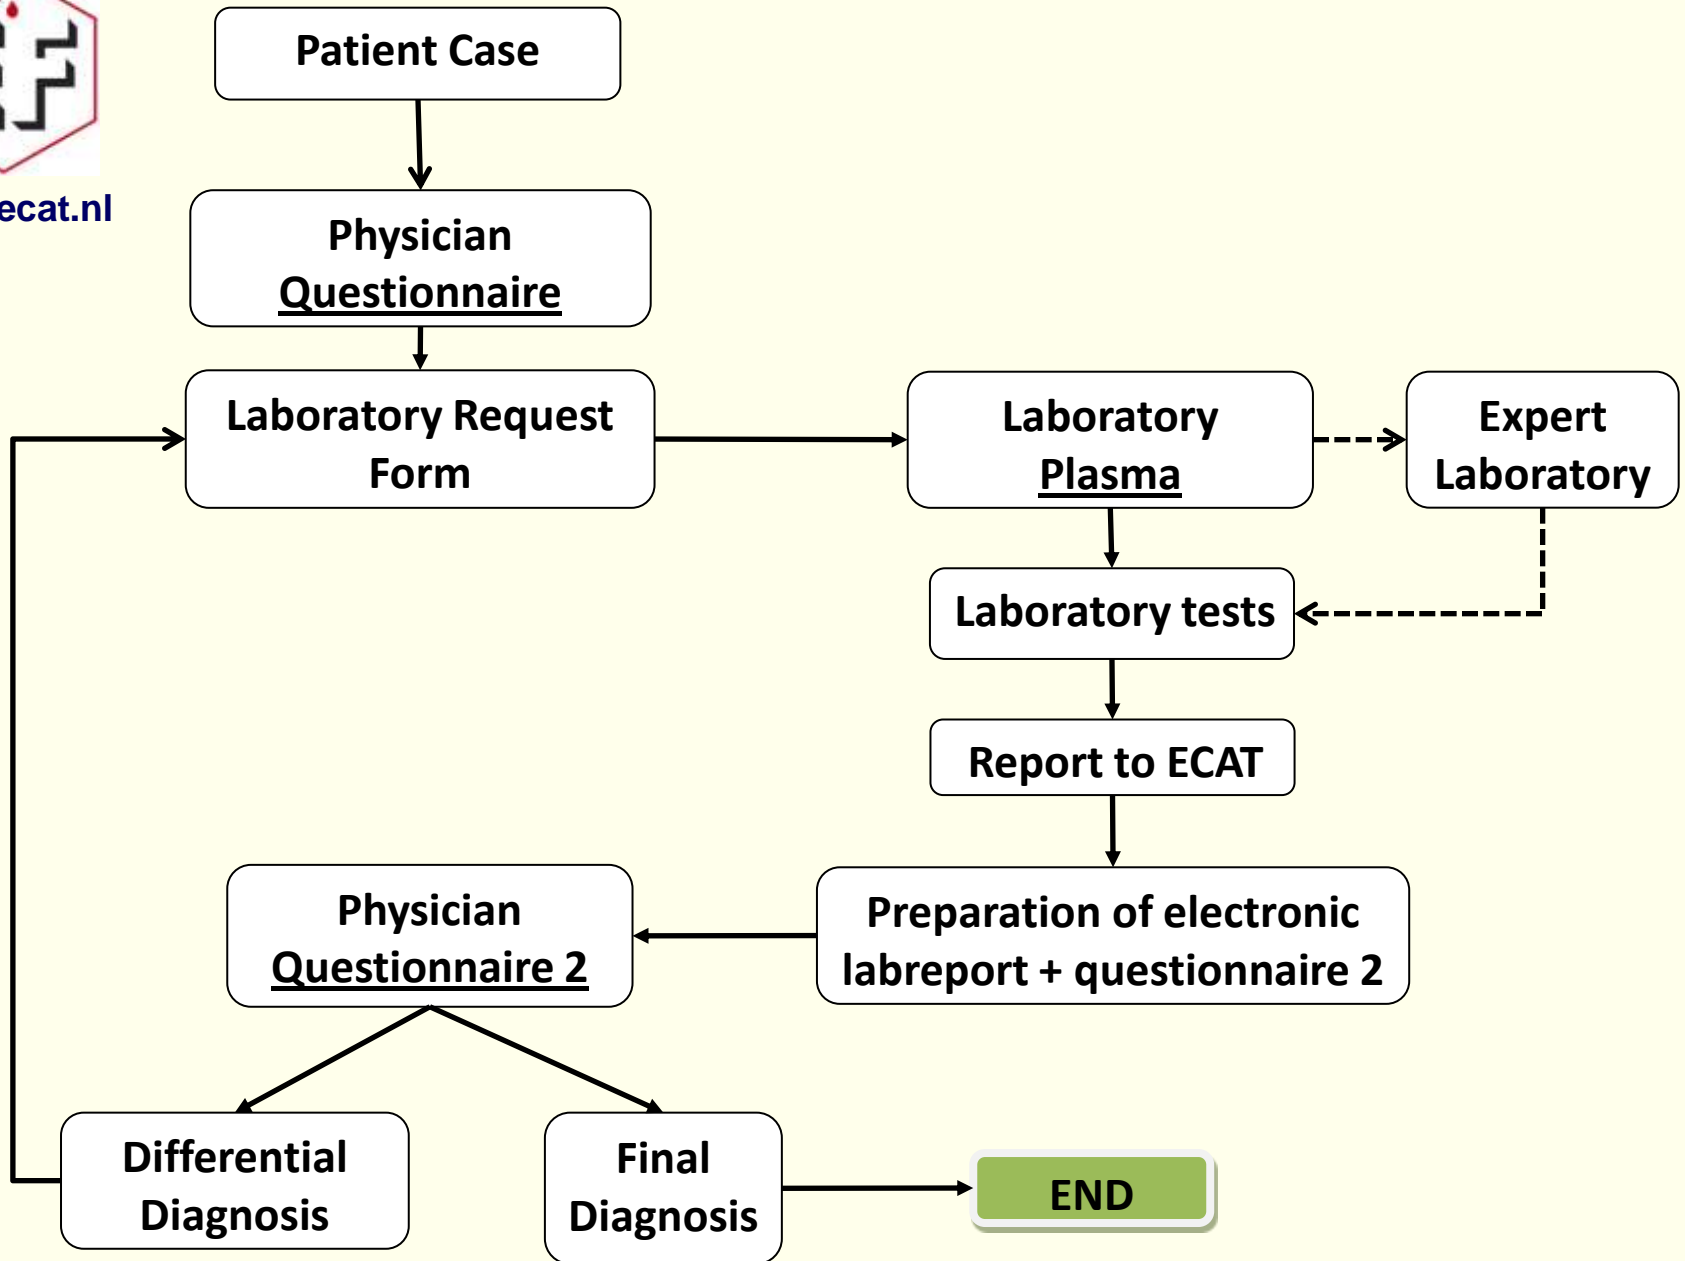 Patient Case
ecat.nl
Physician
Questionnaire
Laboratory Request
Form
Laboratory
Plasma
Expert
Laboratory
Laboratory tests
Report to ECAT
Physician
Questionnaire 2
Preparation of electronic
labreport + questionnaire 2
Differential
Diagnosis
Final
Diagnosis
END